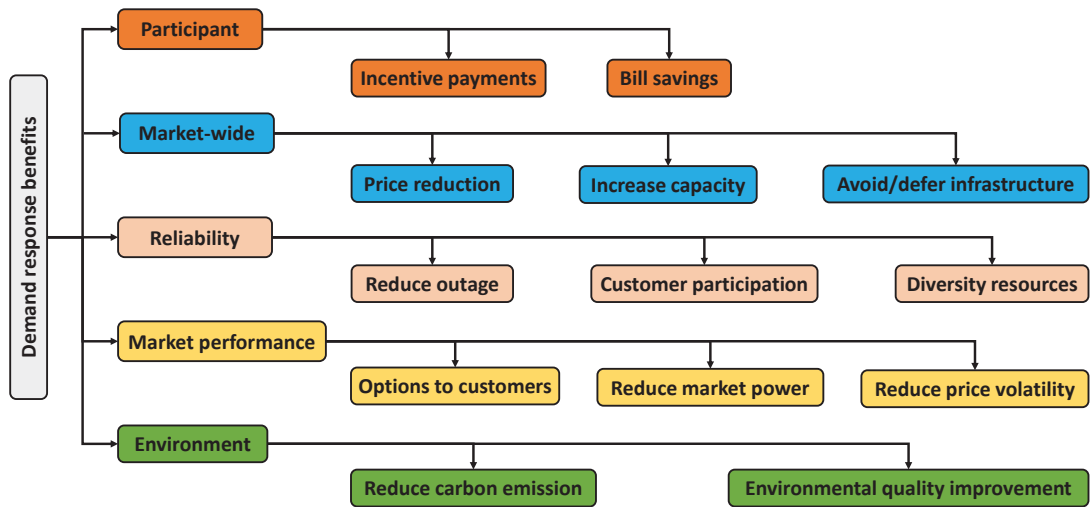 Demand response benefits
Participant
Incentive payments
Bill savings
Market-wide
Price reduction
Increase capacity
Avoid/defer infrastructure
Reliability
Reduce outage
Customer participation
Diversity resources
Market performance
Options to customers
Reduce market power
Reduce price volatility
Environment
Reduce carbon emission
Environmental quality improvement